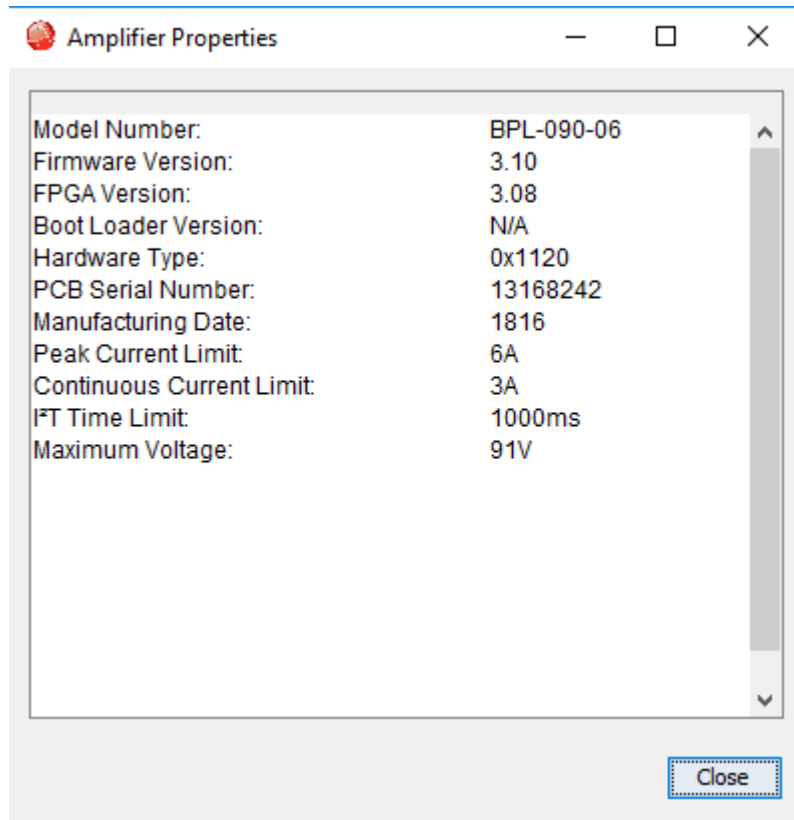 Amplifier Properties
Model Number: BPL-090-06
Firmware Version: 3.10
FPGA Version: 3.08
Boot Loader Version: N/A
Hardware Type: 0x1120
PCB Serial Number: 13168242
Manufacturing Date: 1816
Peak Current Limit: 6A
Continuous Current Limit: 3A
I²T Time Limit: 1000ms
Maximum Voltage: 91V
Close